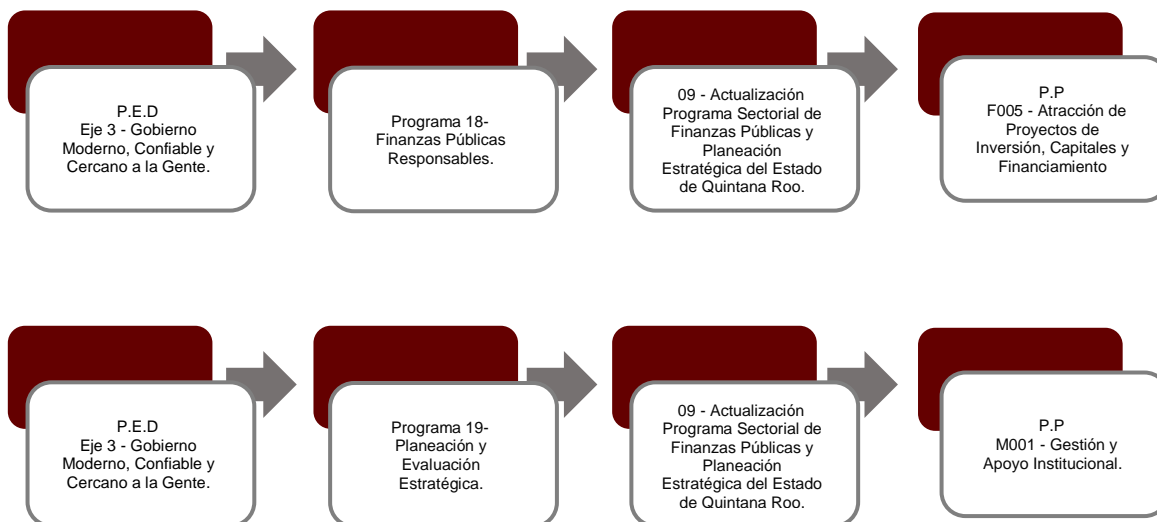 P.E.D
Eje 3 - Gobierno
Moderno, Confiable y
Cercano a la Gente.
Programa 18-
Finanzas Públicas
Responsables.
09 - Actualización
Programa Sectorial de
Finanzas Públicas y
Planeación
Estratégica del Estado
de Quintana Roo.
P.P
F005 - Atracción de
Proyectos de
Inversión, Capitales y
Financiamiento
P.E.D
Eje 3 - Gobierno
Moderno, Confiable y
Cercano a la Gente.
Programa 19-
Planeación y
Evaluación
Estratégica.
09 - Actualización
Programa Sectorial de
Finanzas Públicas y
Planeación
Estratégica del Estado
de Quintana Roo.
P.P
M001 - Gestión y
Apoyo Institucional.